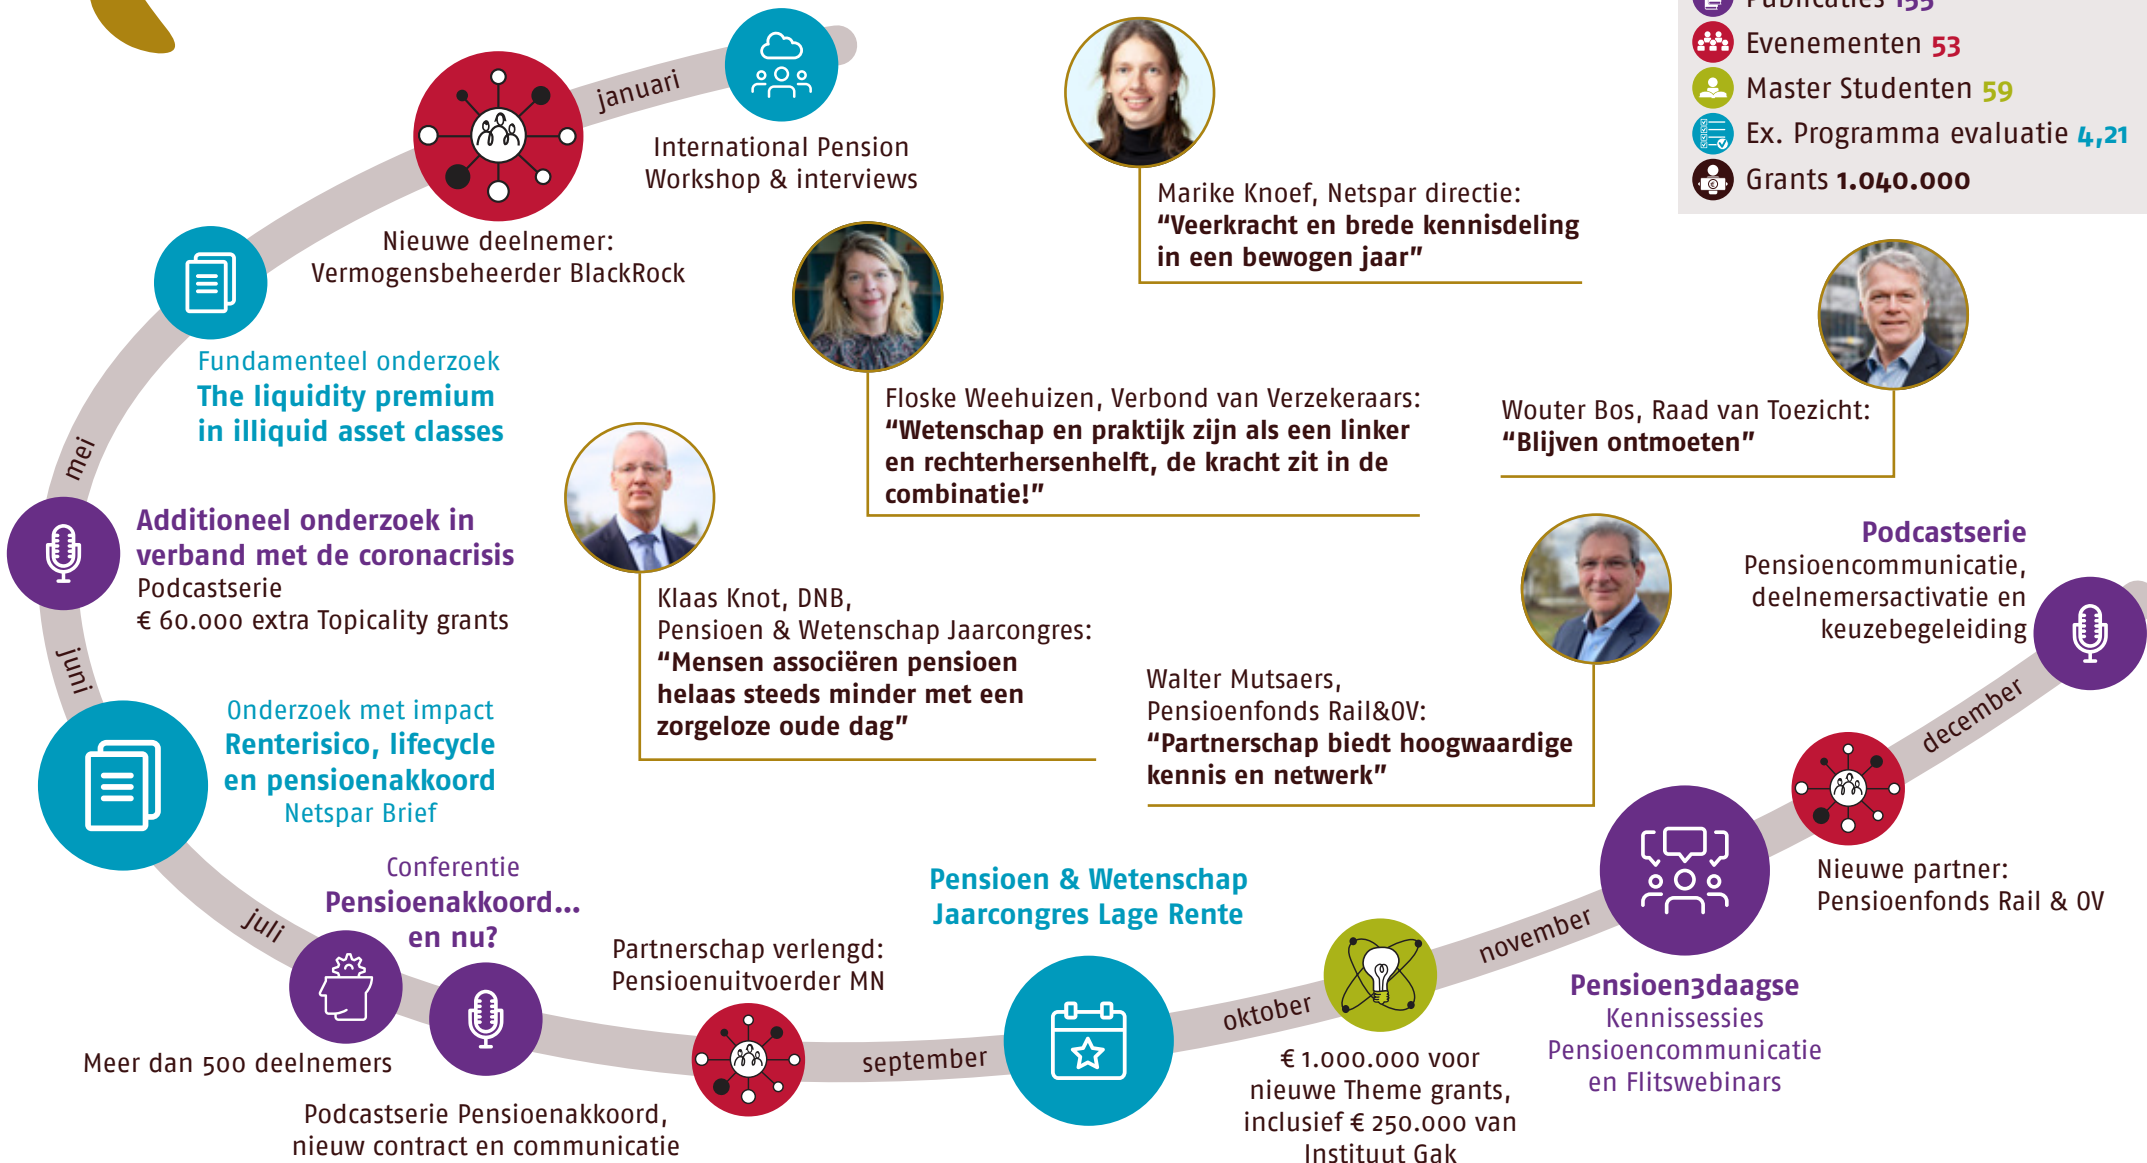 Publicaties 155
Evenementen 53
Master Studenten 59
Ex. Programma evaluatie 4,21
Grants 1.040.000
januari
International Pension
Workshop & interviews
Nieuwe deelnemer:
Vermogensbeheerder BlackRock
Fundamenteel onderzoek
The liquidity premium
in illiquid asset classes
mei
Additioneel onderzoek in
verband met de coronacrisis
Podcastserie
€ 60.000 extra Topicality grants
juni
Onderzoek met impact
Renterisico, lifecycle
en pensioenakkoord
Netspar Brief
juli
Meer dan 500 deelnemers
Conferentie
Pensioenakkoord...
en nu?
Podcastserie Pensioenakkoord,
nieuw contract en communicatie
Partnerschap verlengd:
Pensioenuitvoerder MN
september
Pensioen & Wetenschap
Jaarcongres Lage Rente
oktober
€ 1.000.000 voor
nieuwe Theme grants,
inclusief € 250.000 van
Instituut Gak
november
Pensioen3daagse
Kennissessies
Pensioencommunicatie
en Flitswebinars
Nieuwe partner:
Pensioenfonds Rail & OV
december
Podcastserie
Pensioencommunicatie,
deelnemersactivatie en
keuzebegeleiding
Marike Knoef, Netspar directie:
“Veerkracht en brede kennisdeling
in een bewogen jaar”
Floske Weehuizen, Verbond van Verzekeraars:
“Wetenschap en praktijk zijn als een linker
en rechterhersenhelft, de kracht zit in de
combinatie!”
Wouter Bos, Raad van Toezicht:
“Blijven ontmoeten”
Klaas Knot, DNB,
Pensioen & Wetenschap Jaarcongres:
“Mensen associëren pensioen
helaas steeds minder met een
zorgeloze oude dag”
Walter Mutsaers,
Pensioenfonds Rail&OV:
“Partnerschap biedt hoogwaardige
kennis en netwerk”